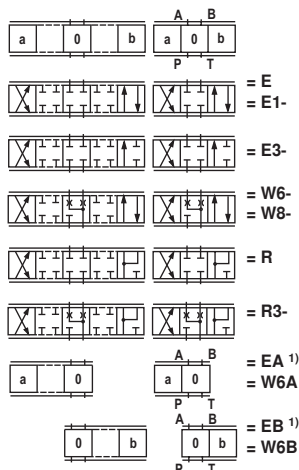 A B
a 0 b a 0 b
P T
= E
= E1-
= E3-
= W6-
= W8-
= R
= R3-
A B
a 0 a 0
= EA 1)
= W6A
P T
A B
0 b 0 b
= EB 1)
= W6B
P T